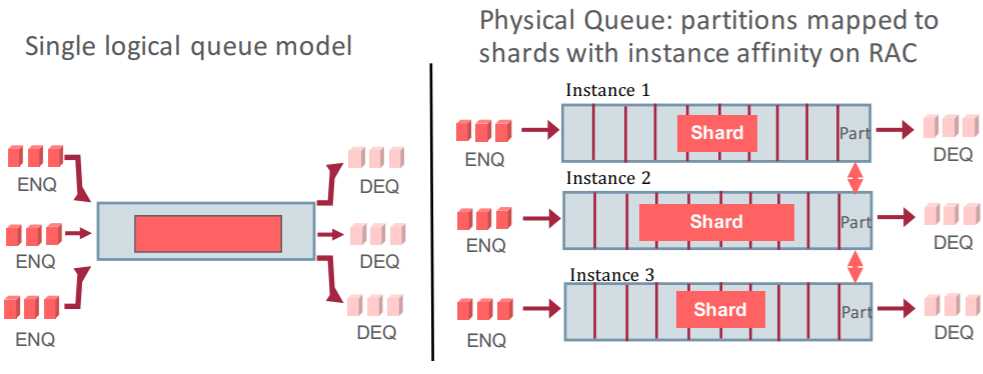 Single logical queue model
ENQ
DEQ
ENQ
DEQ
ENQ
DEQ
Physical Queue: partitions mapped to
shards with instance affinity on RAC
Instance 1
ENQ
Shard
Part
DEQ
Instance 2
ENQ
Shard
Part
DEQ
Instance 3
ENQ
Shard
Part
DEQ